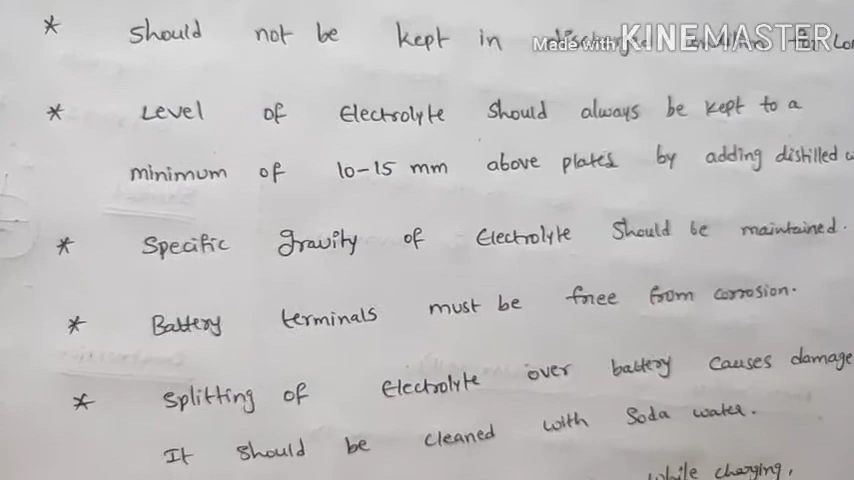 * Should not be kept in
Made with KINEMASTER
* Level of Electrolyte should always be kept to a
minimum of 10-15 mm above plates by adding distilled
* Specific gravity of Electrolyte should be maintained.
* Battery terminals must be free from corrosion.
* Splitting of Electrolyte over battery causes damage
It should be cleaned with Soda water.
while charging,